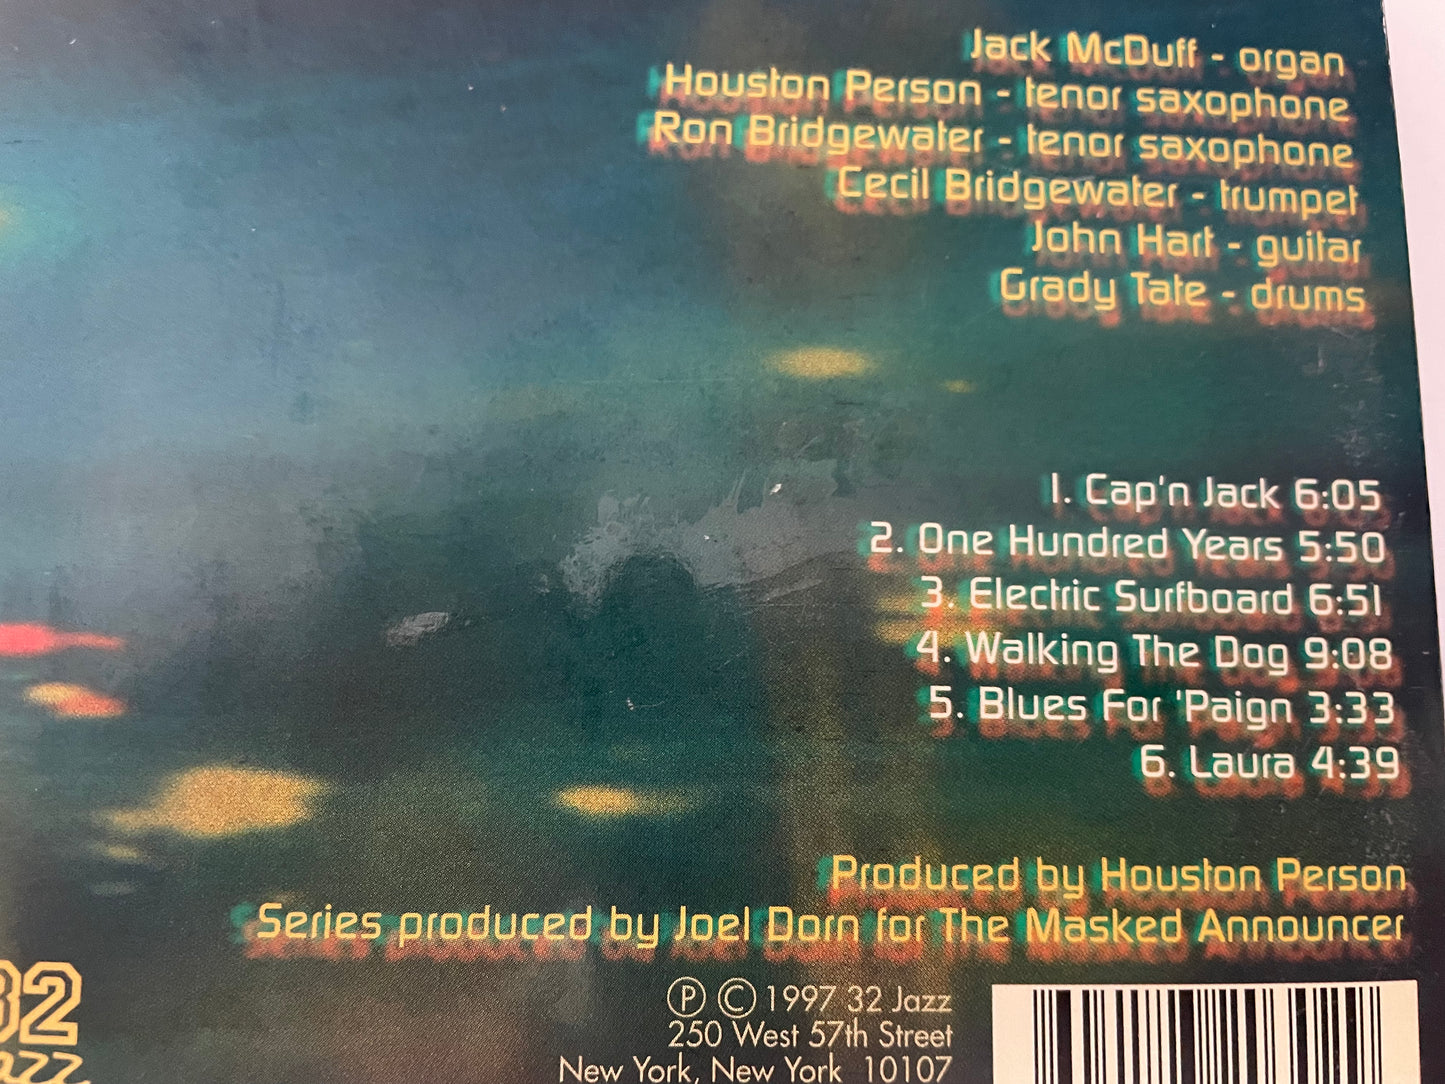 Jack McDuff - organ
Houston Person - tenor saxophone
Ron Bridgewater - tenor saxophone
Cecil Bridgewater - trumpet
John Hart - guitar
Grady Tate - drums
1. Cap'n Jack 6:05
2. One Hundred Years 5:50
3. Electric Surfboard 6:51
4. Walking The Dog 9:08
5. Blues For 'Paign 3:33
6. Laura 4:39
Produced by Houston Person
Series produced by Joel Dorn for The Masked Announcer
32
Ⓟ © 1997 32 Jazz
250 West 57th Street
New York, New York 10107